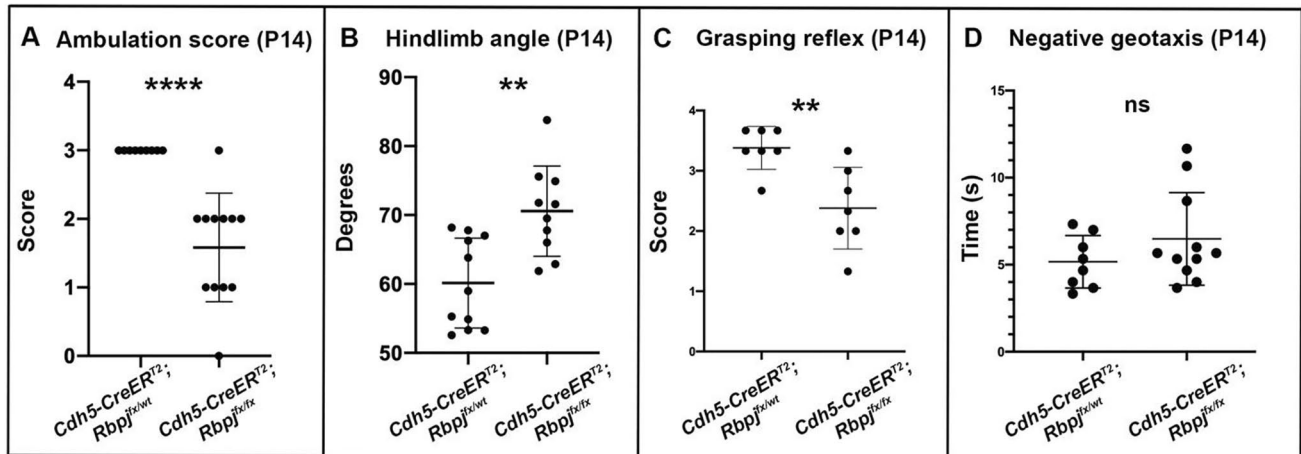 A Ambulation score (P14)
****
Score
4
3
2
1
0
Cdh5-CreERT2;
Rbpjfx/wt
Cdh5-CreERT2;
Rbpjfx/fx
B Hindlimb angle (P14)
**
Degrees
90
80
70
60
50
Cdh5-CreERT2;
Rbpjfx/wt
Cdh5-CreERT2;
Rbpjfx/fx
C Grasping reflex (P14)
**
Score
4
3
2
1
0
Cdh5-CreERT2;
Rbpjfx/wt
Cdh5-CreERT2;
Rbpjfx/fx
D Negative geotaxis (P14)
ns
Time (s)
15
10
5
0
Cdh5-CreERT2;
Rbpjfx/wt
Cdh5-CreERT2;
Rbpjfx/fx